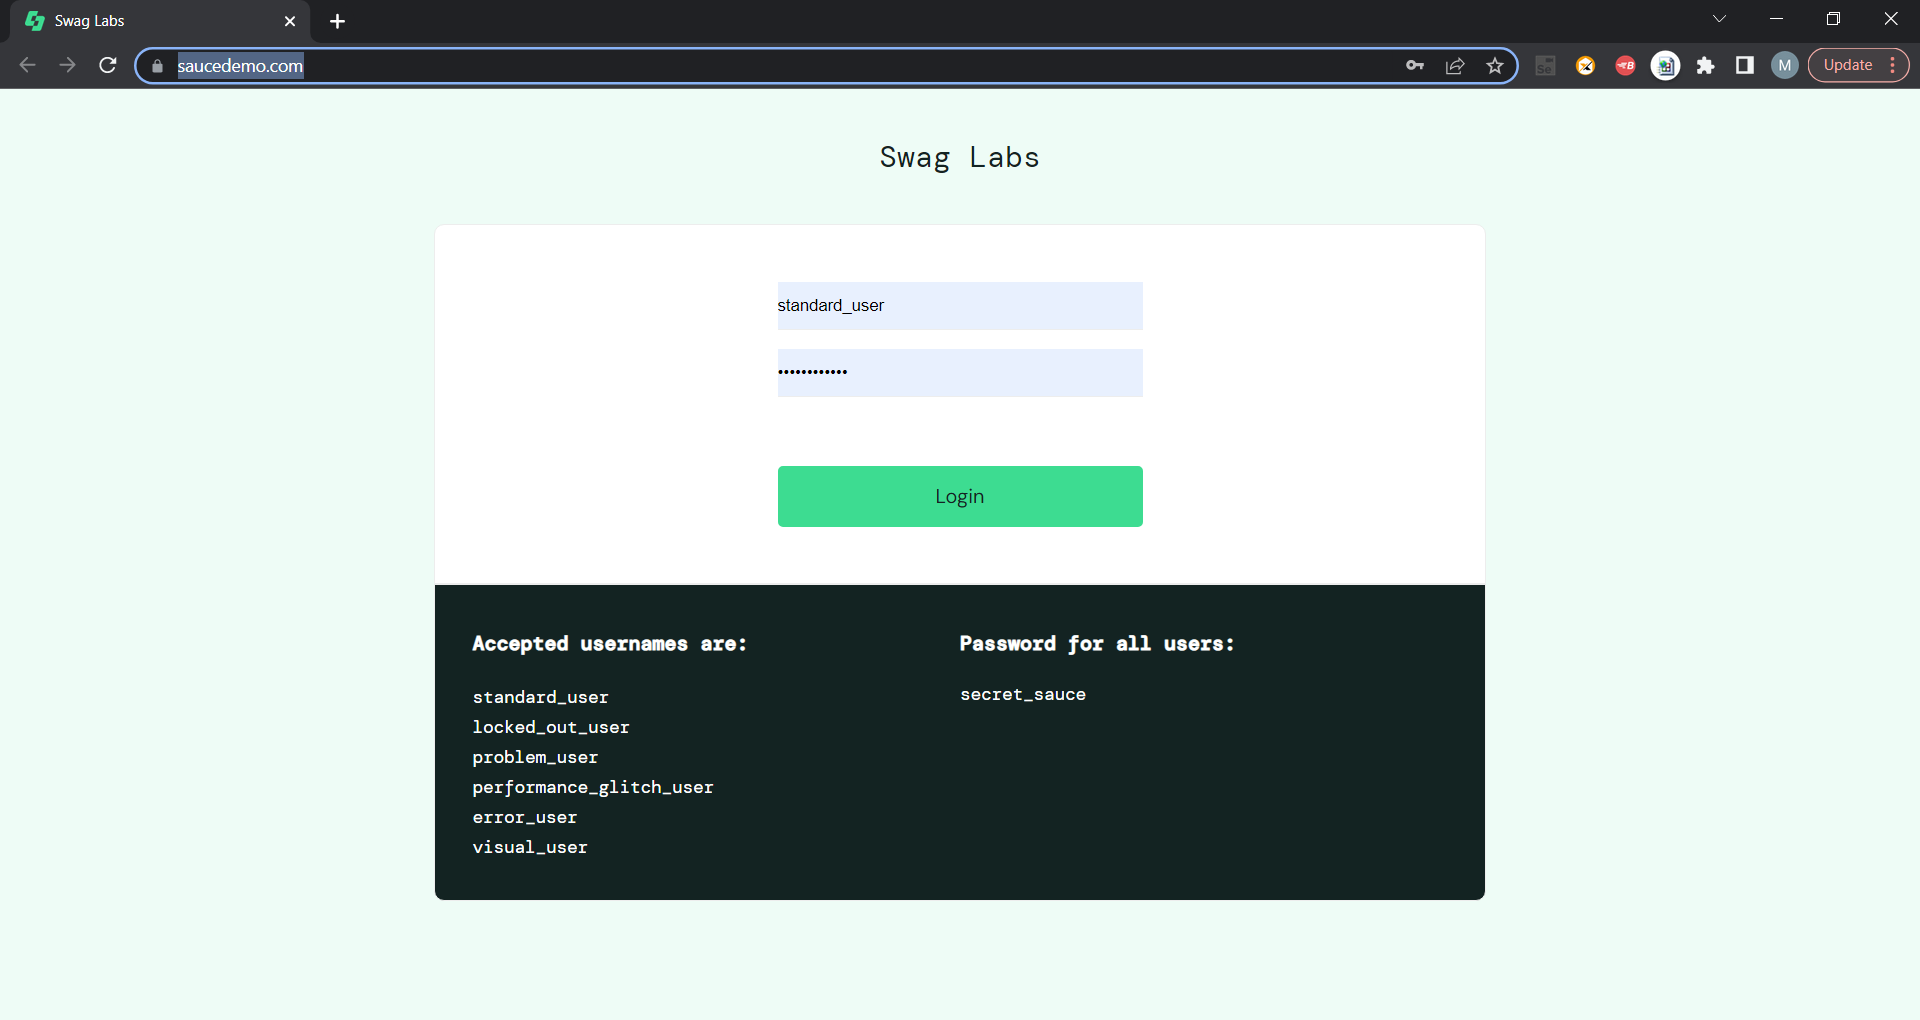 Swag Labs
saucedemo.com
Se
B
M
Update
Swag Labs
standard_user
••••••••••••
Login
Accepted usernames are:
standard_user
locked_out_user
problem_user
performance_glitch_user
error_user
visual_user
Password for all users:
secret_sauce